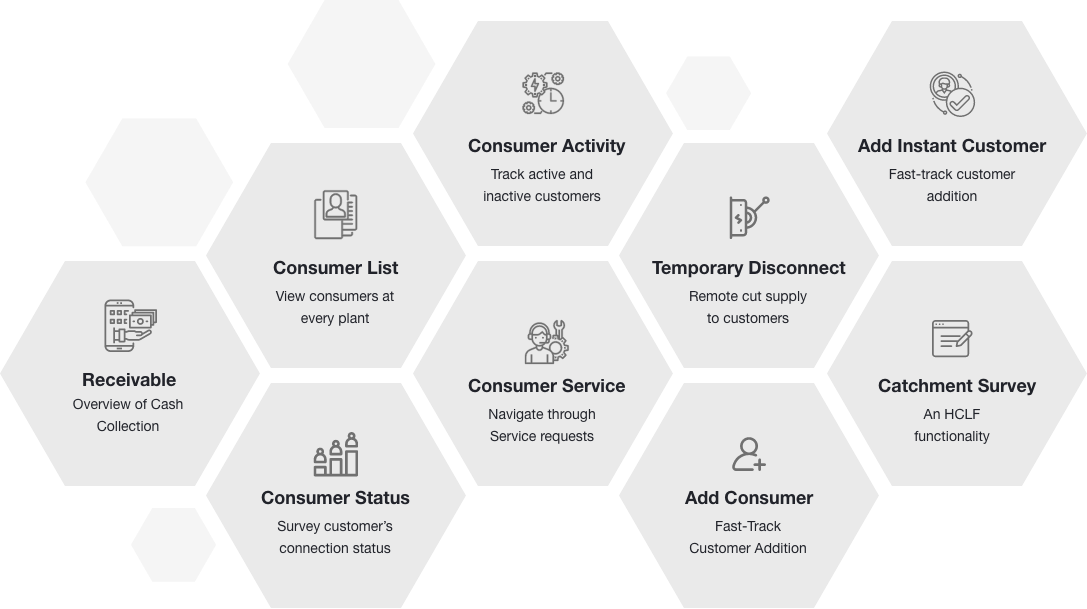 Consumer Activity
Track active and
inactive customers
Add Instant Customer
Fast-track customer
addition
Consumer List
View consumers at
every plant
Temporary Disconnect
Remote cut supply
to customers
Receivable
Overview of Cash
Collection
Consumer Service
Navigate through
Service requests
Catchment Survey
An HCLF
functionality
Consumer Status
Survey customer’s
connection status
Add Consumer
Fast-Track
Customer Addition